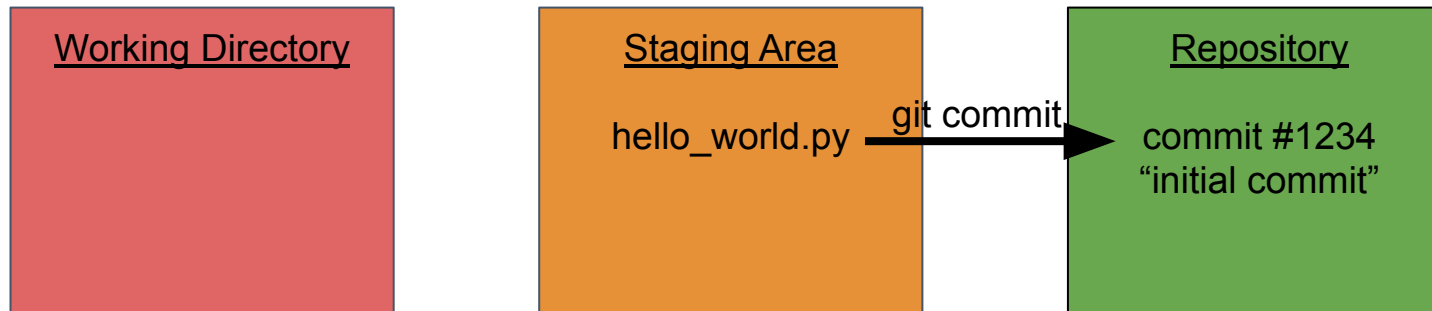 Working Directory
Staging Area
Repository
hello_world.py
git commit
commit #1234
“initial commit”